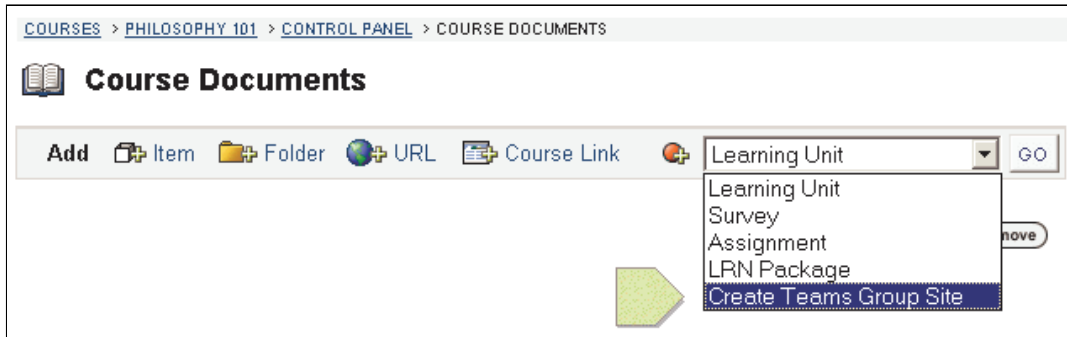 COURSES > PHILOSOPHY 101 > CONTROL PANEL > COURSE DOCUMENTS
Course Documents
Add Item Folder URL Course Link Learning Unit GO
Learning Unit
Survey
Assignment
LRN Package
Create Teams Group Site